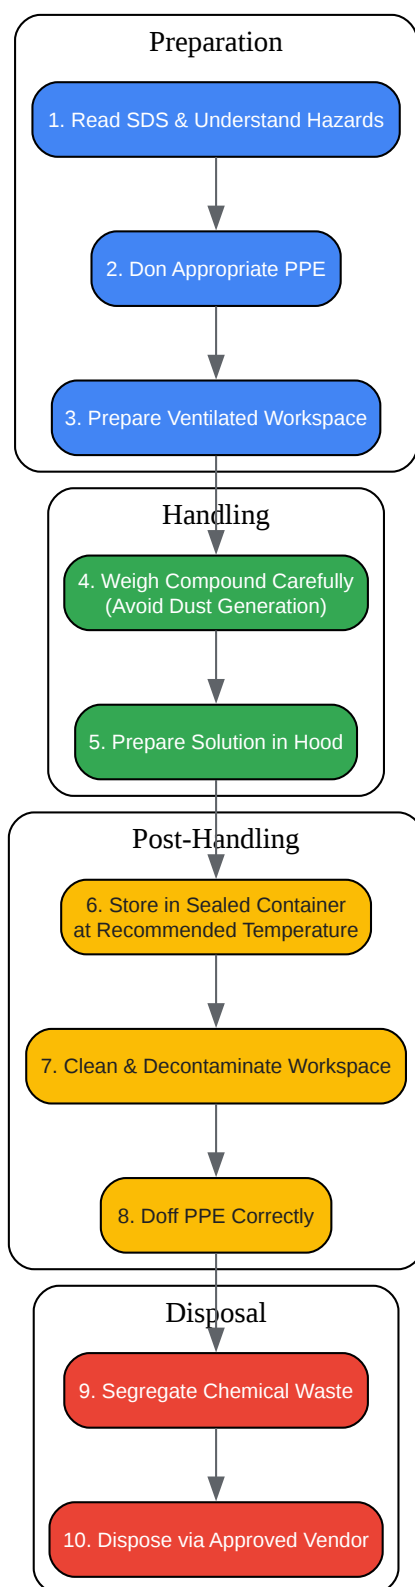 Preparation
1. Read SDS & Understand Hazards
2. Don Appropriate PPE
3. Prepare Ventilated Workspace
Handling
4. Weigh Compound Carefully
(Avoid Dust Generation)
5. Prepare Solution in Hood
Post-Handling
6. Store in Sealed Container
at Recommended Temperature
7. Clean & Decontaminate Workspace
8. Doff PPE Correctly
Disposal
9. Segregate Chemical Waste
10. Dispose via Approved Vendor